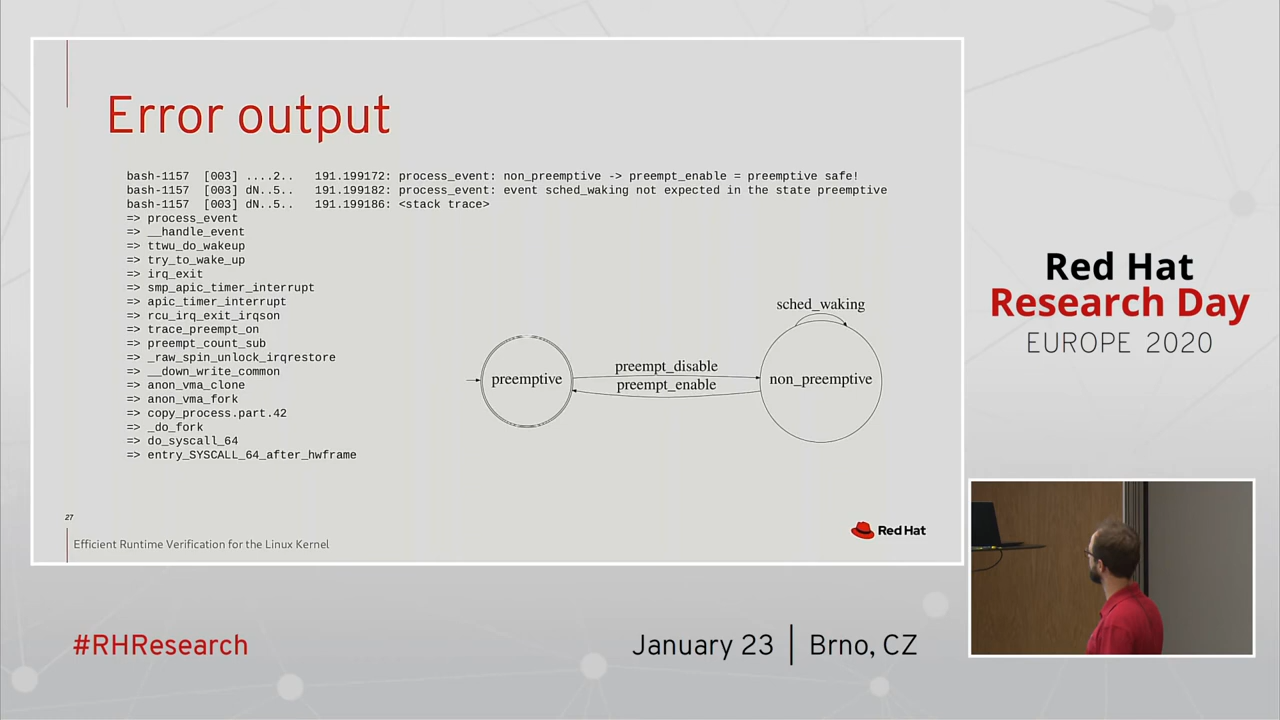 Error output
bash-1157  [003] ....2..   191.199172: process_event: non_preemptive -> preempt_enable = preemptive safe!
bash-1157  [003] dN..5..   191.199182: process_event: event sched_waking not expected in the state preemptive
bash-1157  [003] dN..5..   191.199186: <stack trace>
=> process_event
=> __handle_event
=> ttwu_do_wakeup
=> try_to_wake_up
=> irq_exit
=> smp_apic_timer_interrupt
=> apic_timer_interrupt
=> rcu_irq_exit_irqson
=> trace_preempt_on
=> preempt_count_sub
=> _raw_spin_unlock_irqrestore
=> __down_write_common
=> anon_vma_clone
=> anon_vma_fork
=> copy_process.part.42
=> _do_fork
=> do_syscall_64
=> entry_SYSCALL_64_after_hwframe
sched_waking
preemptive
preempt_disable
preempt_enable
non_preemptive
27
Efficient Runtime Verification for the Linux Kernel
Red Hat
Red Hat
Research Day
EUROPE 2020
#RHResearch
January 23 | Brno, CZ